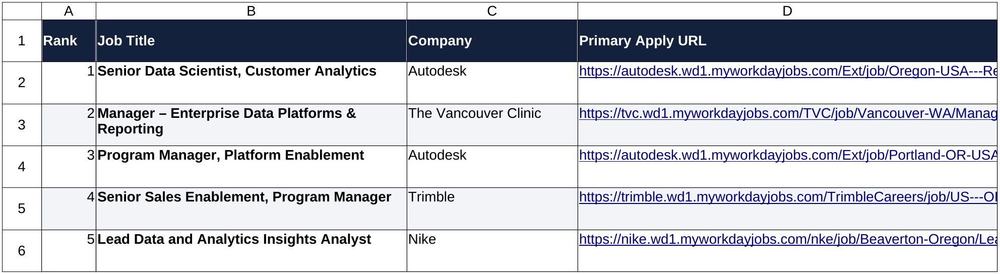 A B C D
1 Rank Job Title Company Primary Apply URL
2 1 Senior Data Scientist, Customer Analytics Autodesk https://autodesk.wd1.myworkdayjobs.com/Ext/job/Oregon-USA---Re
3 2 Manager – Enterprise Data Platforms & The Vancouver Clinic https://tvc.wd1.myworkdayjobs.com/TVC/job/Vancouver-WA/Manag
Reporting
4 3 Program Manager, Platform Enablement Autodesk https://autodesk.wd1.myworkdayjobs.com/Ext/job/Portland-OR-USA
5 4 Senior Sales Enablement, Program Manager Trimble https://trimble.wd1.myworkdayjobs.com/TrimbleCareers/job/US---O
6 5 Lead Data and Analytics Insights Analyst Nike https://nike.wd1.myworkdayjobs.com/nke/job/Beaverton-Oregon/Lea